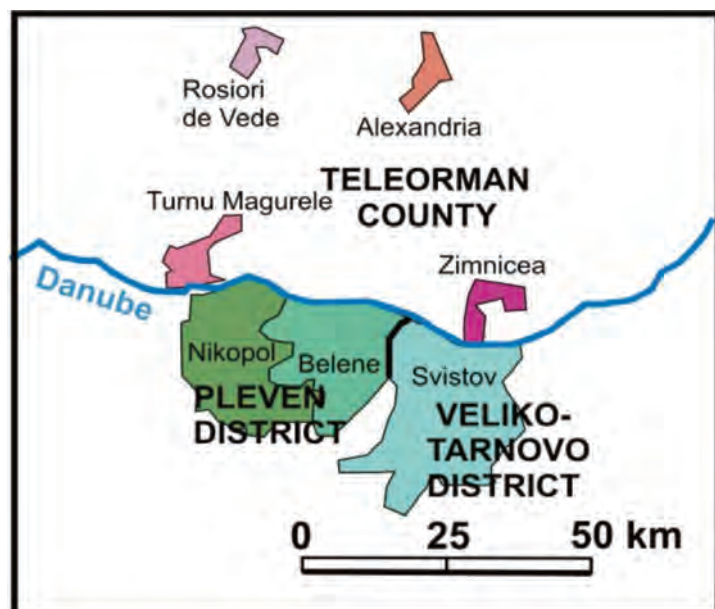 Rosiori
de Vede
Alexandria
TELEORMAN
COUNTY
Turnu Magurele
Zimnicea
Danube
Nikopol
Belene
Svistov
PLEVEN
DISTRICT
VELIKO-
TARNOVO
DISTRICT
0 25 50 km